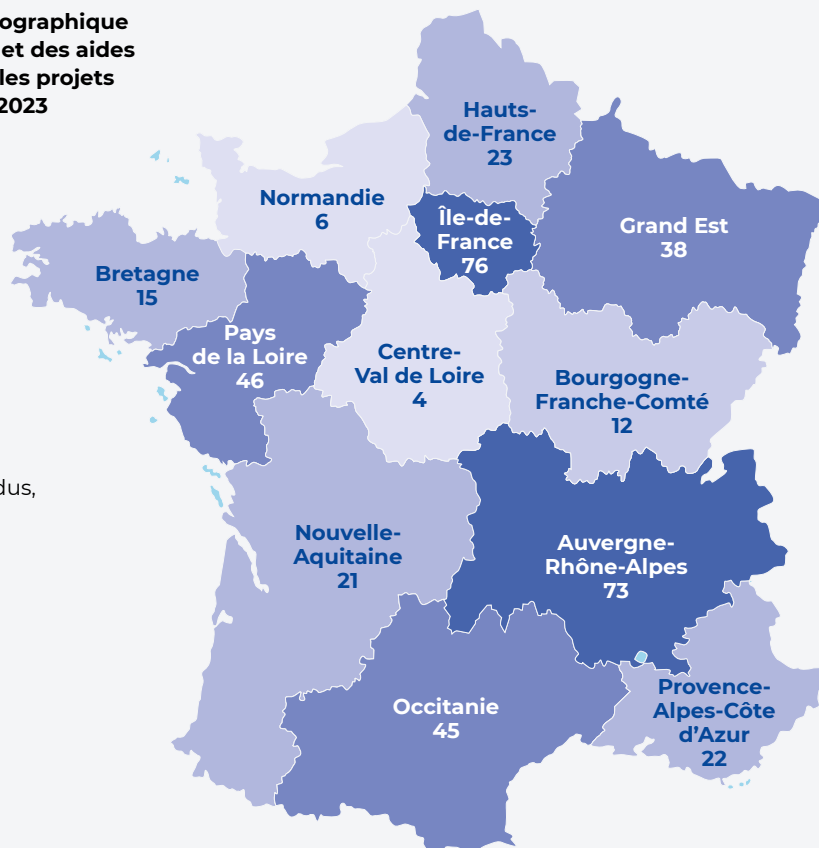 et des aides
les projets
2023
Hauts-
de-France
23
Normandie
6
Île-de-
France
76
Grand Est
38
Bretagne
15
Pays
de la Loire
46
Centre-
Val de Loire
4
Bourgogne-
Franche-Comté
12
Nouvelle-
Aquitaine
21
Auvergne-
Rhône-Alpes
73
Occitanie
45
Provence-
Alpes-Côte
d’Azur
22